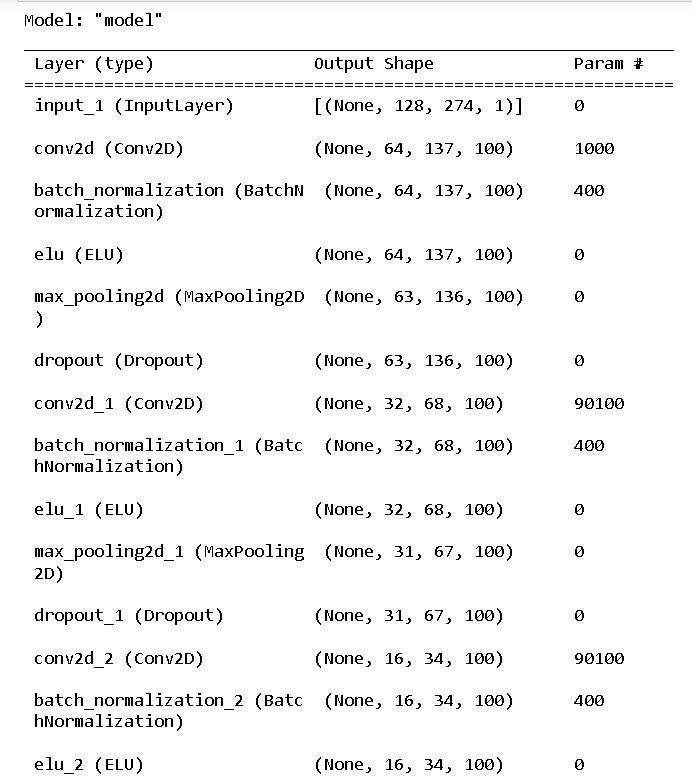 Model: "model"
Layer (type) Output Shape Param #
=================================================================
input_1 (InputLayer) [(None, 128, 274, 1)] 0
conv2d (Conv2D) (None, 64, 137, 100) 1000
batch_normalization (BatchN (None, 64, 137, 100) 400
ormalization)
elu (ELU) (None, 64, 137, 100) 0
max_pooling2d (MaxPooling2D (None, 63, 136, 100) 0
)
dropout (Dropout) (None, 63, 136, 100) 0
conv2d_1 (Conv2D) (None, 32, 68, 100) 90100
batch_normalization_1 (Batc (None, 32, 68, 100) 400
hNormalization)
elu_1 (ELU) (None, 32, 68, 100) 0
max_pooling2d_1 (MaxPooling (None, 31, 67, 100) 0
2D)
dropout_1 (Dropout) (None, 31, 67, 100) 0
conv2d_2 (Conv2D) (None, 16, 34, 100) 90100
batch_normalization_2 (Batc (None, 16, 34, 100) 400
hNormalization)
elu_2 (ELU) (None, 16, 34, 100) 0